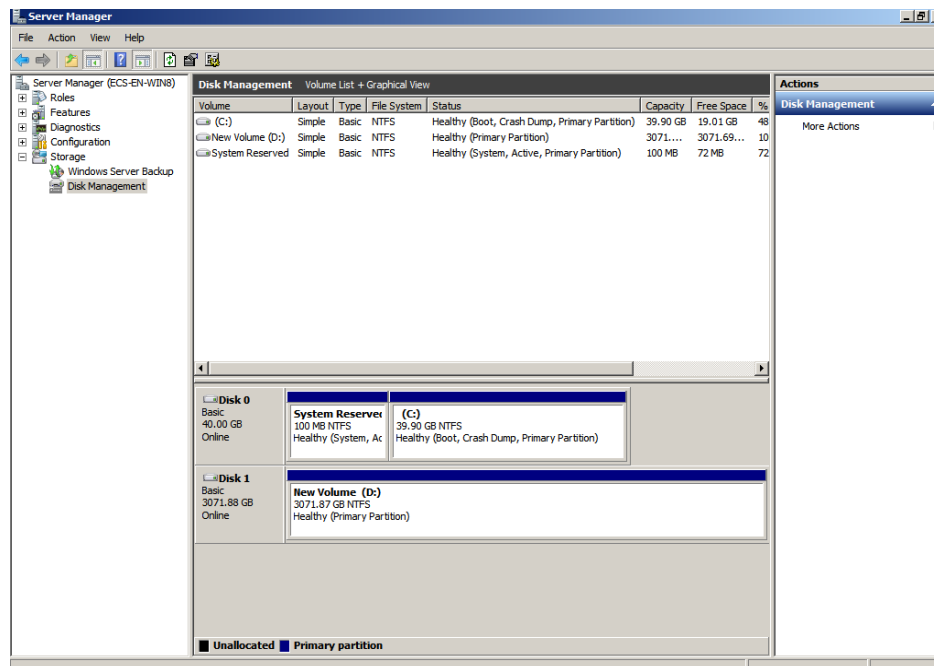 Server Manager
File Action View Help
Server Manager (ECS-EN-WIN8)
Roles
Features
Diagnostics
Configuration
Storage
Windows Server Backup
Disk Management
Disk Management Volume List + Graphical View
Volume Layout Type File System Status Capacity Free Space %
(C:) Simple Basic NTFS Healthy (Boot, Crash Dump, Primary Partition) 39.90 GB 19.01 GB 48
New Volume (D:) Simple Basic NTFS Healthy (Primary Partition) 3071.... 3071.69... 10
System Reserved Simple Basic NTFS Healthy (System, Active, Primary Partition) 100 MB 72 MB 72
Disk 0
Basic
40.00 GB
Online
System Reserved
100 MB NTFS
Healthy (System, Ac
(C:)
39.90 GB NTFS
Healthy (Boot, Crash Dump, Primary Partition)
Disk 1
Basic
3071.88 GB
Online
New Volume (D:)
3071.87 GB NTFS
Healthy (Primary Partition)
Unallocated Primary partition
Actions
Disk Management
More Actions